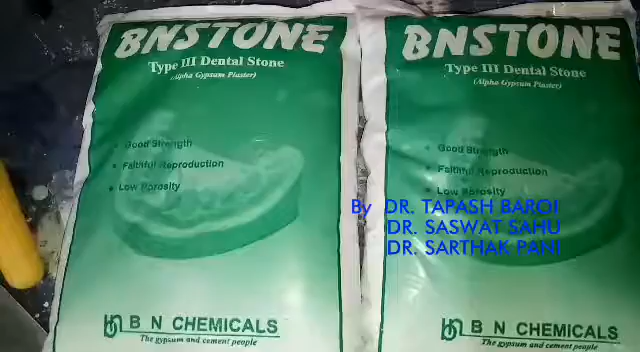 BNSTONE
Type III Dental Stone
(Alpha Gypsum Plaster)
• Good Strength
• Faithful Reproduction
• Low Porosity
B N CHEMICALS
The gypsum and cement people
BNSTONE
Type III Dental Stone
(Alpha Gypsum Plaster)
• Good Strength
• Faithful Reproduction
• Low Porosity
B N CHEMICALS
The gypsum and cement people
By DR. TAPASH BAROI
DR. SASWAT SAHU
DR. SARTHAK PANI